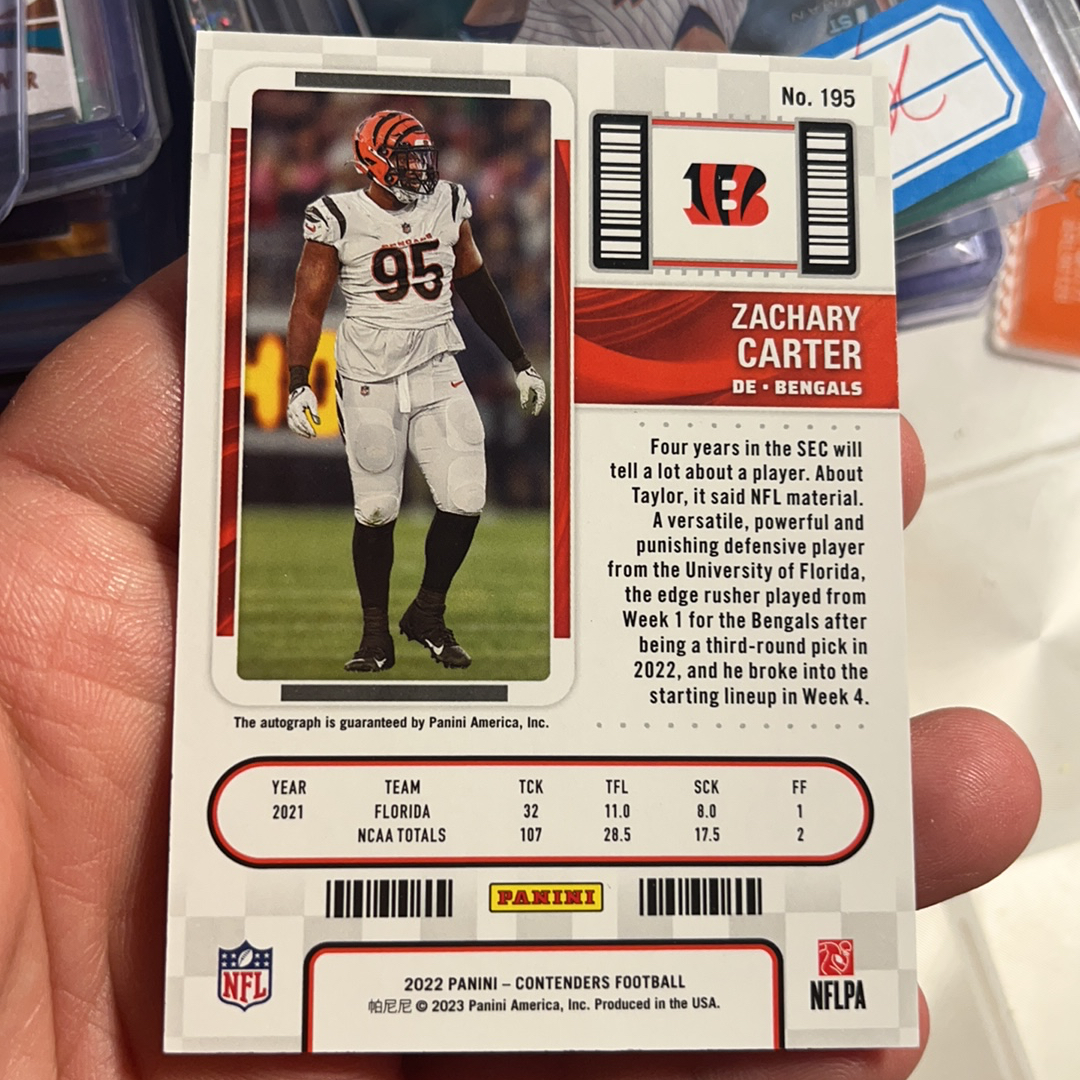 No. 195
BENGALS
95
ZACHARY
CARTER
DE · BENGALS
Four years in the SEC will
tell a lot about a player. About
Taylor, it said NFL material.
A versatile, powerful and
punishing defensive player
from the University of Florida,
the edge rusher played from
Week 1 for the Bengals after
being a third-round pick in
2022, and he broke into the
starting lineup in Week 4.
The autograph is guaranteed by Panini America, Inc.
YEAR TEAM TCK TFL SCK FF
2021 FLORIDA 32 11.0 8.0 1
NCAA TOTALS 107 28.5 17.5 2
PANINI
NFL
NFLPA
2022 PANINI – CONTENDERS FOOTBALL
帕尼尼 © 2023 Panini America, Inc. Produced in the USA.
1ST